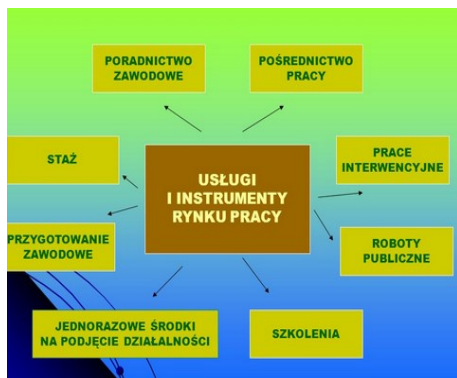 PORADNICTWO
ZAWODOWE
POŚREDNICTWO
PRACY
STAŻ
USŁUGI
I INSTRUMENTY
RYNKU PRACY
PRACE
INTERWENCYJNE
PRZYGOTOWANIE
ZAWODOWE
ROBOTY
PUBLICZNE
JEDNORAZOWE ŚRODKI
NA PODJĘCIE DZIAŁALNOŚCI
SZKOLENIA